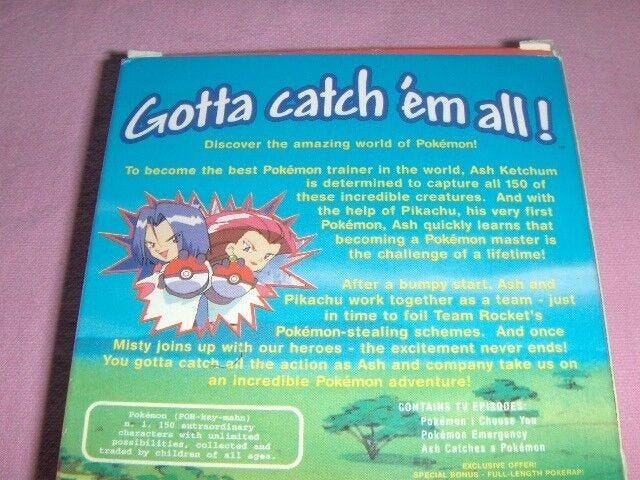 Gotta catch 'em all!
Discover the amazing world of Pokémon!
To become the best Pokémon trainer in the world, Ash Ketchum
is determined to capture all 150 of
these incredible creatures. And with
the help of Pikachu, his very first
Pokémon, Ash quickly learns that
becoming a Pokémon master is
the challenge of a lifetime!
After a bumpy start, Ash and
Pikachu work together as a team - just
in time to foil Team Rocket's
Pokémon-stealing schemes. And once
Misty joins up with our heroes - the excitement never ends!
You gotta catch all the action as Ash and company take us on
an incredible Pokémon adventure!
Pokémon (POH-key-mahn)
n. 1. 150 extraordinary
characters with unlimited
possibilities, collected and
traded by children of all ages.
CONTAINS TV EPISODES:
Pokémon i Choose You
Pokémon Emergency
Ash Catches a Pokémon
EXCLUSIVE OFFER!
SPECIAL BONUS - FULL-LENGTH POKERAP!